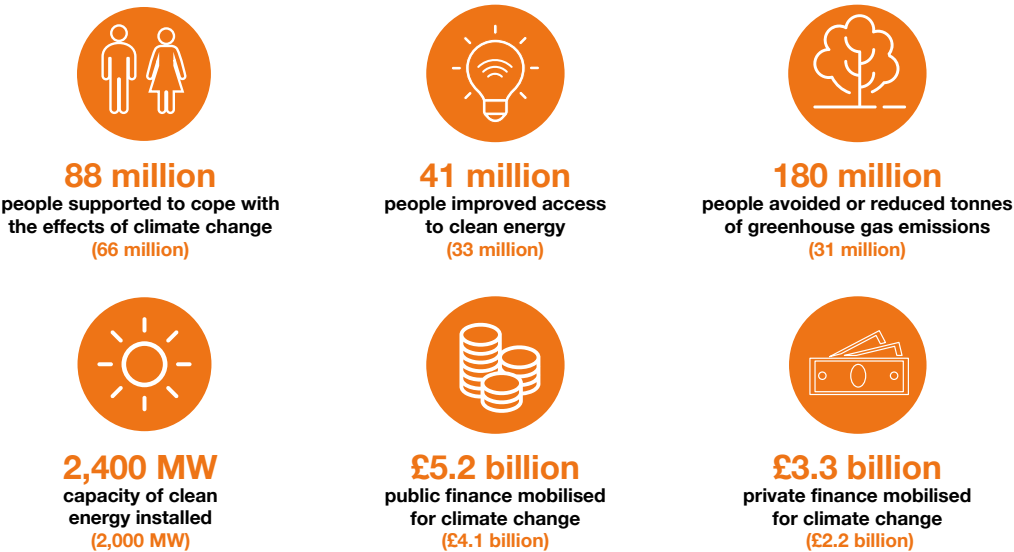 88 million
people supported to cope with
the effects of climate change
(66 million)
41 million
people improved access
to clean energy
(33 million)
180 million
people avoided or reduced tonnes
of greenhouse gas emissions
(31 million)
2,400 MW
capacity of clean
energy installed
(2,000 MW)
£5.2 billion
public finance mobilised
for climate change
(£4.1 billion)
£3.3 billion
private finance mobilised
for climate change
(£2.2 billion)